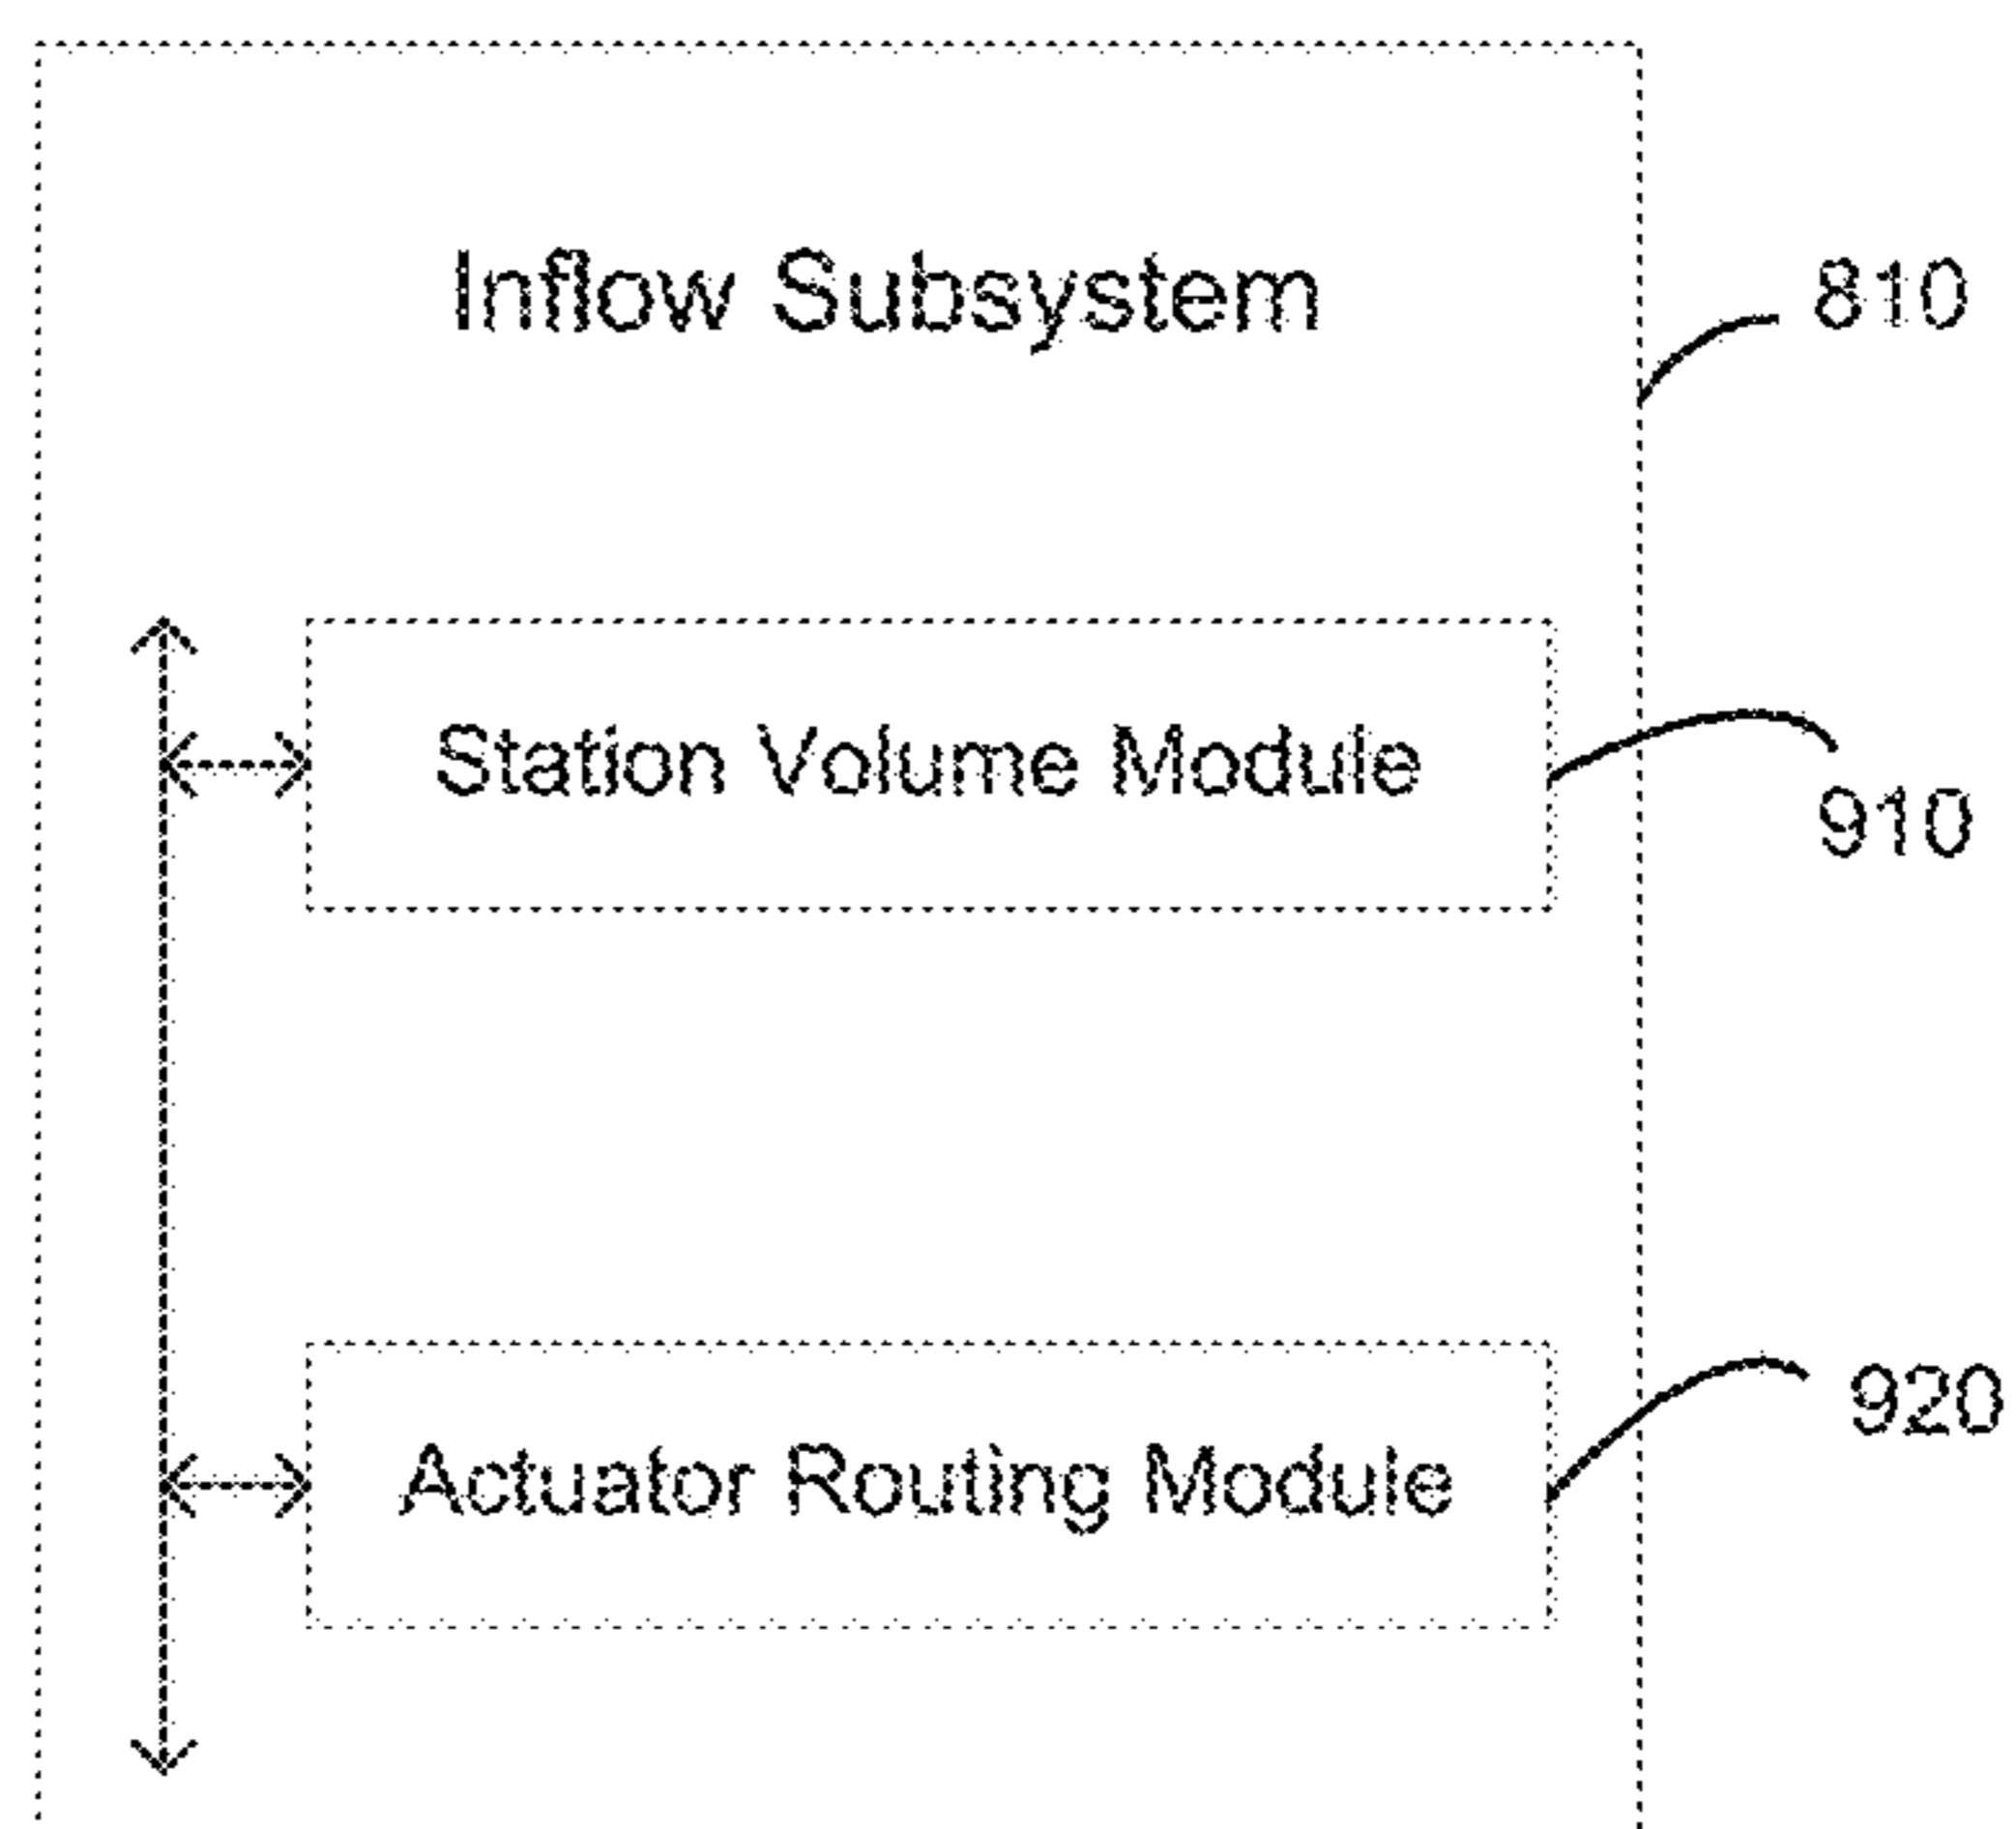 Inflow Subsystem
810
Station Volume Module
910
Actuator Routing Module
920